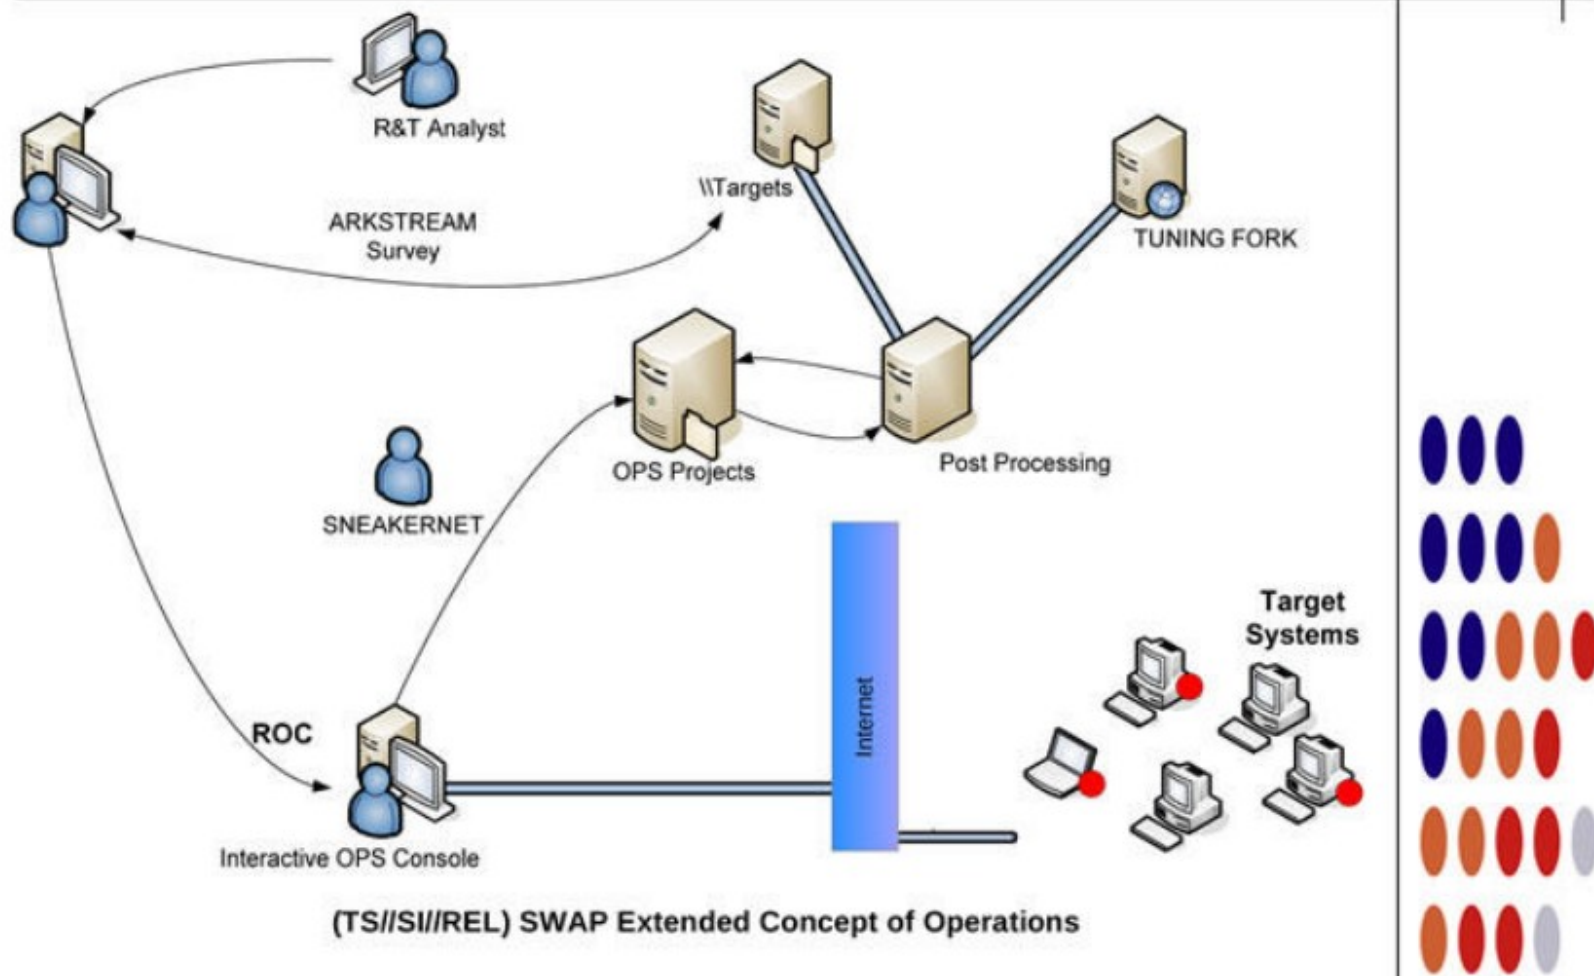 R&T Analyst
\\Targets
ARKSTREAM
Survey
TUNING FORK
OPS Projects
Post Processing
SNEAKERNET
Target
Systems
Internet
ROC
Interactive OPS Console
(TS//SI//REL) SWAP Extended Concept of Operations